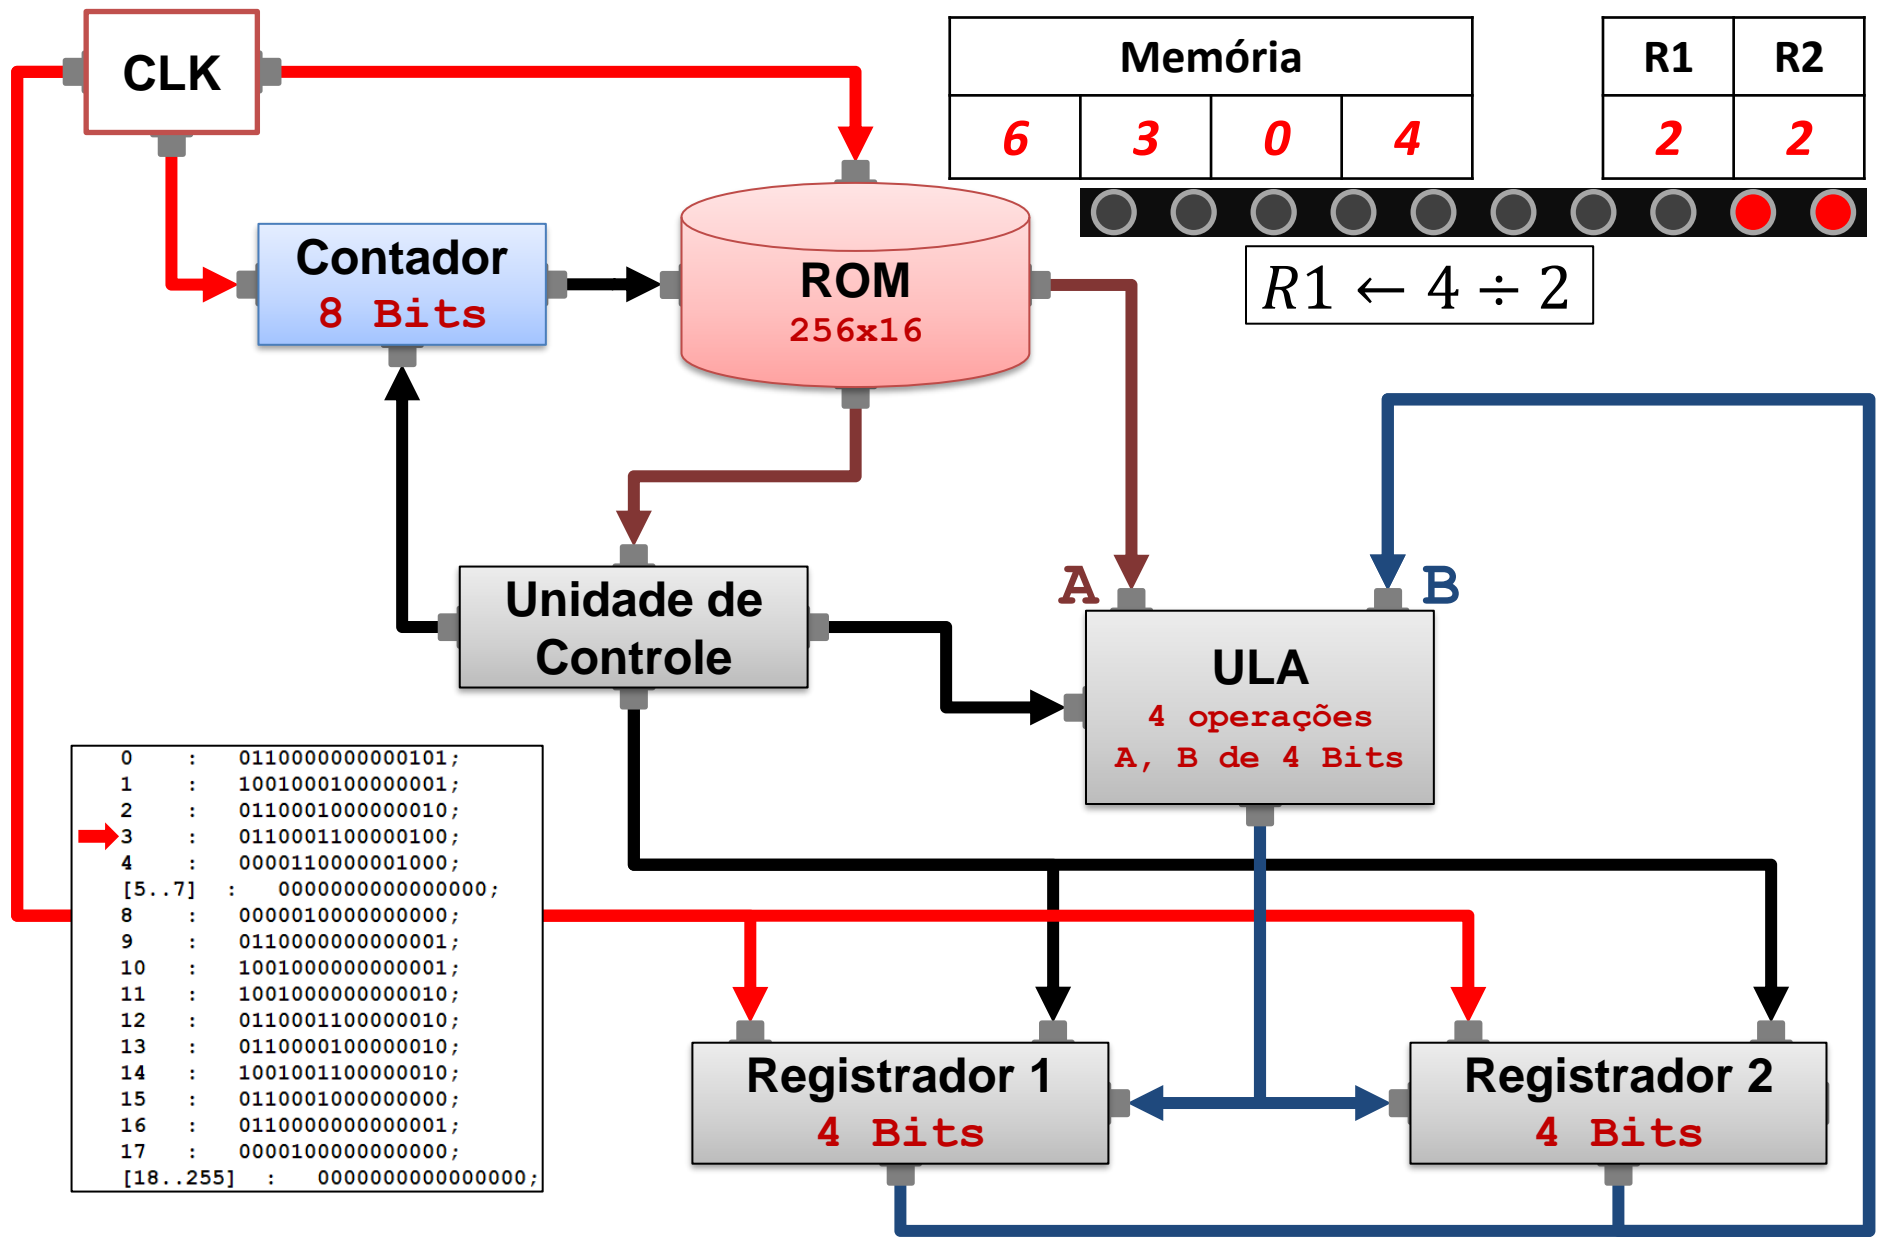 CLK
Memória
R1 R2
6 3 0 4
2 2
Contador
8 Bits
ROM
256x16
R1 ← 4 ÷ 2
A B
Unidade de
Controle
ULA
4 operações
A, B de 4 Bits
0 : 0110000000000101;
1 : 1001000100000001;
2 : 0110001000000010;
3 : 0110001100000100;
4 : 0000110000001000;
[5..7] : 0000000000000000;
8 : 0000010000000000;
9 : 0110000000000001;
10 : 1001000000000001;
11 : 1001000000000010;
12 : 0110001100000010;
13 : 0110000100000010;
14 : 1001001100000010;
15 : 0110001000000000;
16 : 0110000000000001;
17 : 0000100000000000;
[18..255] : 0000000000000000;
Registrador 1
4 Bits
Registrador 2
4 Bits